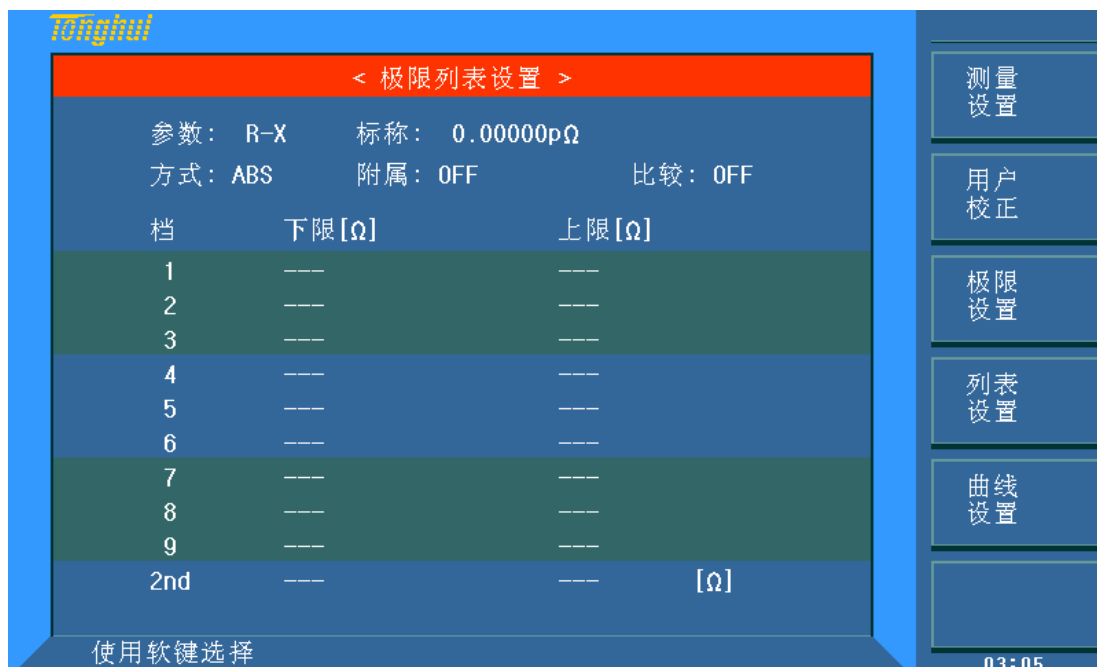 Tonghui
< 极限列表设置 >
参数: R-X 标称: 0.00000pΩ
方式: ABS 附属: OFF 比较: OFF
档 下限[Ω] 上限[Ω]
1 --- ---
2 --- ---
3 --- ---
4 --- ---
5 --- ---
6 --- ---
7 --- ---
8 --- ---
9 --- ---
2nd --- --- [Ω]
使用软键选择
测量
设置
用户
校正
极限
设置
列表
设置
曲线
设置
03:05